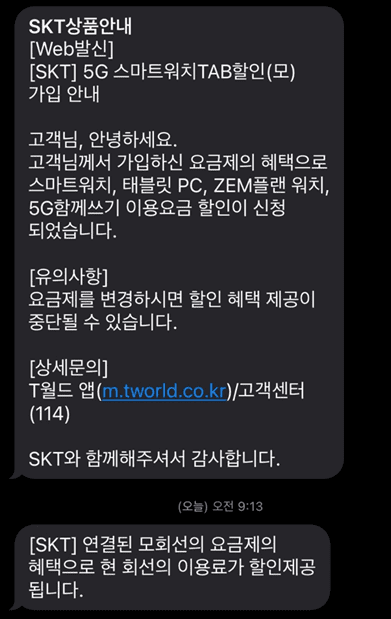 SKT상품안내
[Web발신]
[SKT] 5G 스마트워치TAB할인(모)
가입 안내
고객님, 안녕하세요.
고객님께서 가입하신 요금제의 혜택으로
스마트워치, 태블릿 PC, ZEM플랜 워치,
5G함께쓰기 이용요금 할인이 신청
되었습니다.
[유의사항]
요금제를 변경하시면 할인 혜택 제공이
중단될 수 있습니다.
[상세문의]
T월드 앱(m.tworld.co.kr)/고객센터
(114)
SKT와 함께해주셔서 감사합니다.
(오늘) 오전 9:13
[SKT] 연결된 모회선의 요금제의
혜택으로 현 회선의 이용료가 할인제공
됩니다.